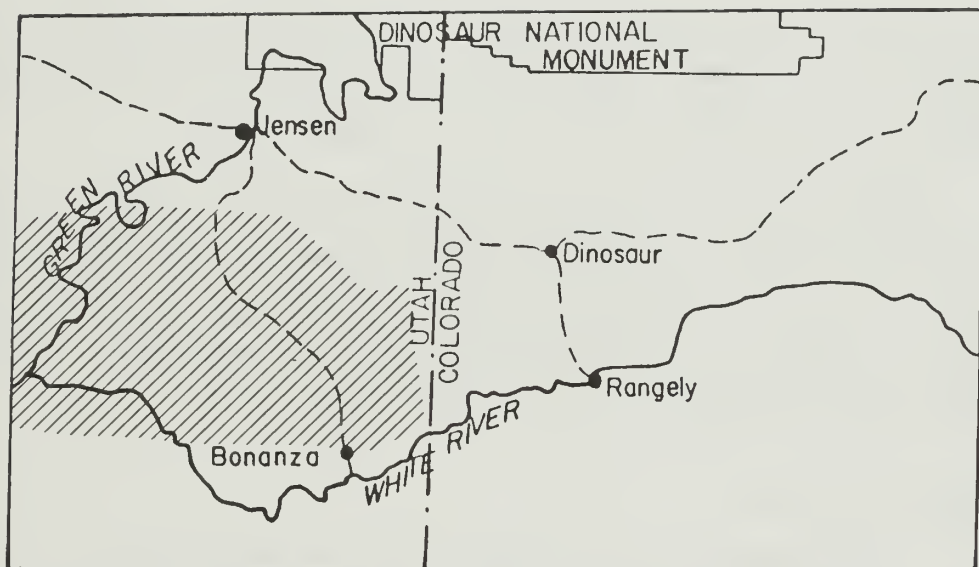 DINOSAUR NATIONAL
MONUMENT
Jensen
GREEN RIVER
UTAH
COLORADO
Dinosaur
Rangely
Bonanza
WHITE RIVER